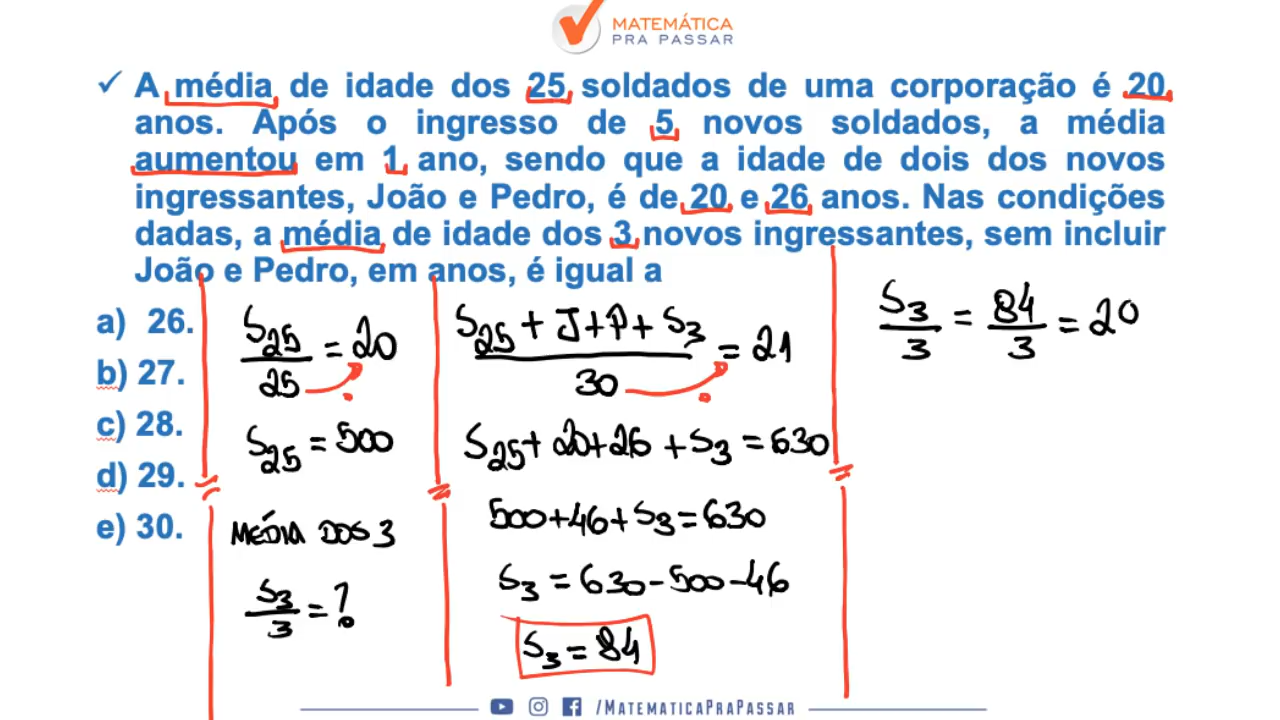 MATEMÁTICA
PRA PASSAR
✓ A média de idade dos 25 soldados de uma corporação é 20
anos. Após o ingresso de 5 novos soldados, a média
aumentou em 1 ano, sendo que a idade de dois dos novos
ingressantes, João e Pedro, é de 20 e 26 anos. Nas condições
dadas, a média de idade dos 3 novos ingressantes, sem incluir
João e Pedro, em anos, é igual a
a) 26.
b) 27.
c) 28.
d) 29.
e) 30.
S25/25 = 20
S25 = 500
MÉDIA DOS 3
S3/3 = ?
(S25 + J + P + S3)/30 = 21
S25 + 20 + 26 + S3 = 630
500 + 46 + S3 = 630
S3 = 630 - 500 - 46
S3 = 84
S3/3 = 84/3 = 20
/MATEMATICAPRAPASSAR